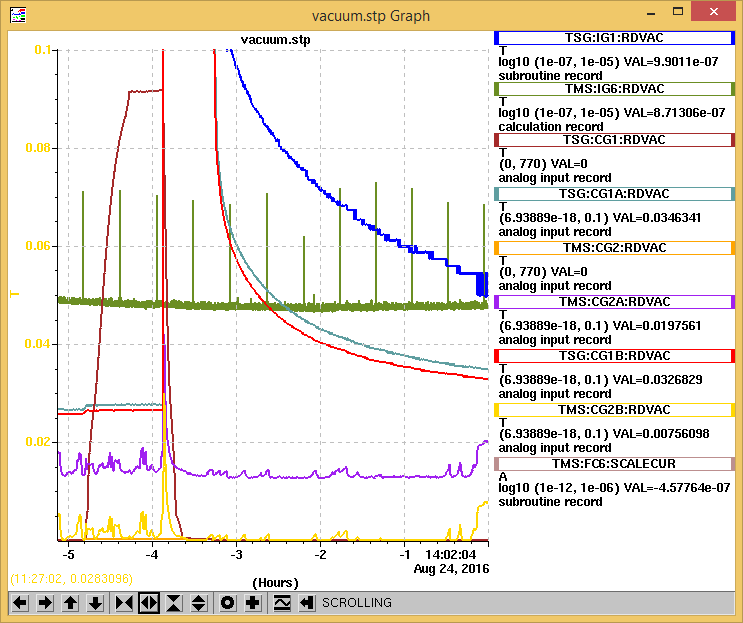 vacuum.stp Graph
vacuum.stp
0.1
0.08
0.06
T
0.04
0.02
-5
-4
-3
-2
-1
14:02:04
Aug 24, 2016
(11:27:02, 0.0283096)
(Hours)
TSG:IG1:RDVAC
T
log10 (1e-07, 1e-05) VAL=9.9011e-07
subroutine record
TMS:IG6:RDVAC
T
log10 (1e-07, 1e-05) VAL=8.71306e-07
calculation record
TSG:CG1:RDVAC
T
(0, 770) VAL=0
analog input record
TSG:CG1A:RDVAC
T
(6.93889e-18, 0.1) VAL=0.0346341
analog input record
TMS:CG2:RDVAC
T
(0, 770) VAL=0
analog input record
TMS:CG2A:RDVAC
T
(6.93889e-18, 0.1) VAL=0.0197561
analog input record
TSG:CG1B:RDVAC
T
(6.93889e-18, 0.1) VAL=0.0326829
analog input record
TMS:CG2B:RDVAC
T
(6.93889e-18, 0.1) VAL=0.00756098
analog input record
TMS:FC6:SCALECUR
A
log10 (1e-12, 1e-06) VAL=-4.57764e-07
subroutine record
SCROLLING